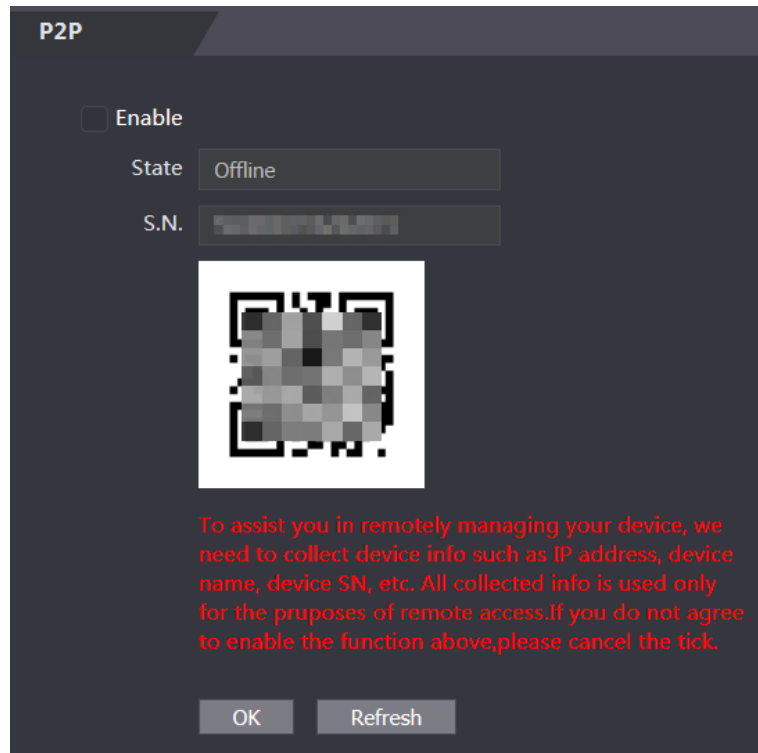 P2P
Enable
State Offline
S.N.
To assist you in remotely managing your device, we
need to collect device info such as IP address, device
name, device SN, etc. All collected info is used only
for the pruposes of remote access.If you do not agree
to enable the function above,please cancel the tick.
OK Refresh